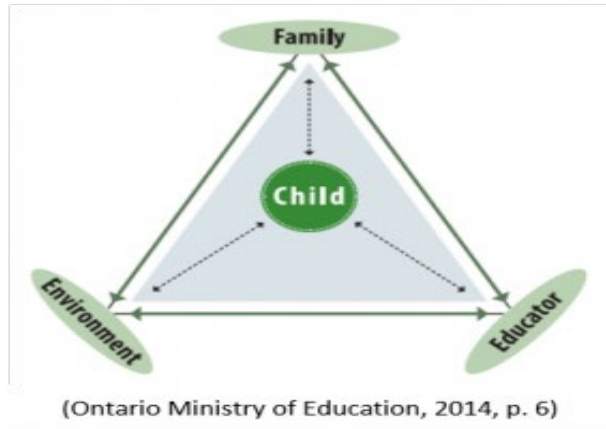 Family
Child
Environment
Educator
(Ontario Ministry of Education, 2014, p. 6)